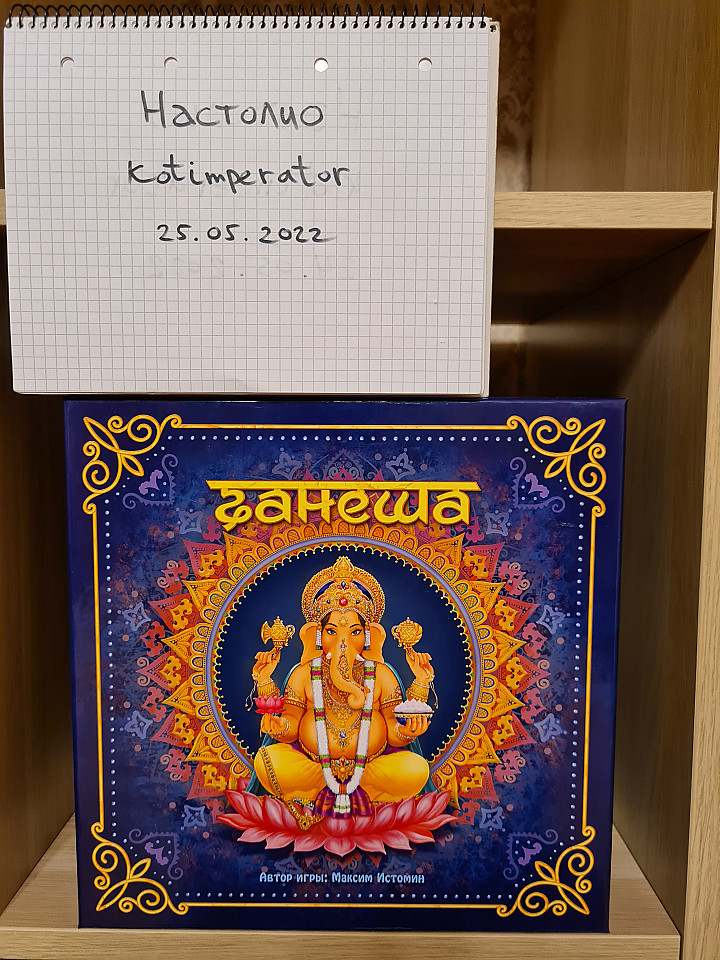 Настолио
Kotimperator
25.05.2022
Ганеша
Автор игры: Максим Истомин